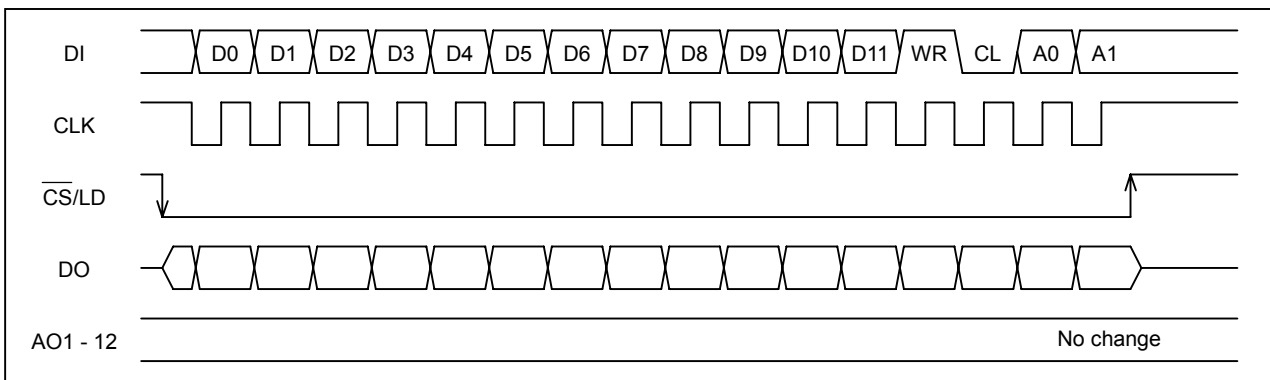 DI D0 D1 D2 D3 D4 D5 D6 D7 D8 D9 D10 D11 WR CL A0 A1
CLK
CS/LD
DO
AO1 - 12 No change